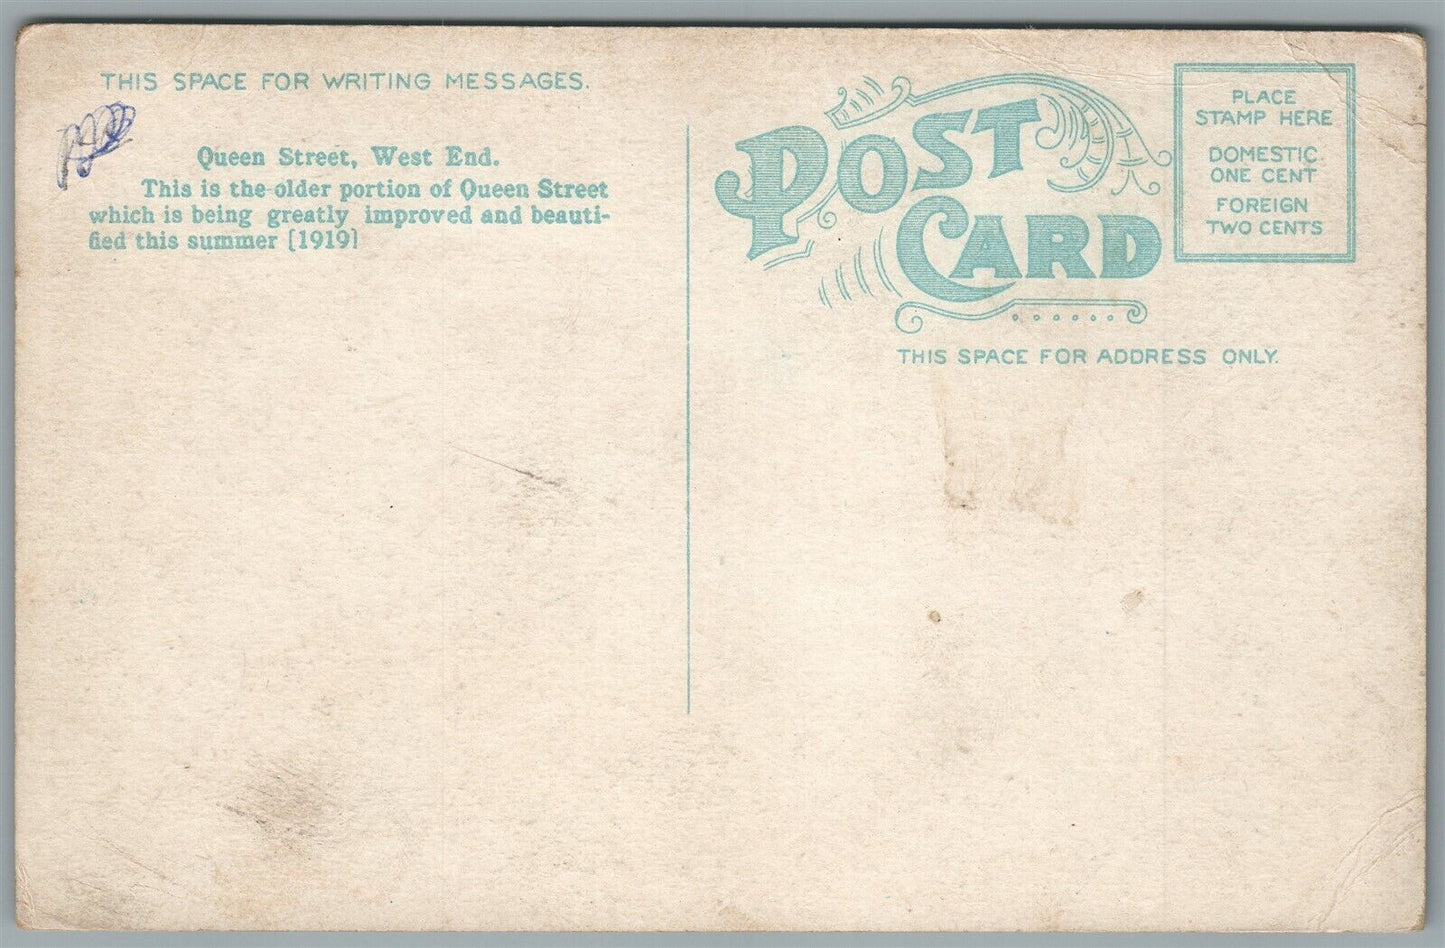 THIS SPACE FOR WRITING MESSAGES.
Queen Street, West End.
This is the older portion of Queen Street
which is being greatly improved and beauti-
fied this summer [1919]
POST
CARD
PLACE
STAMP HERE
DOMESTIC
ONE CENT
FOREIGN
TWO CENTS
THIS SPACE FOR ADDRESS ONLY.